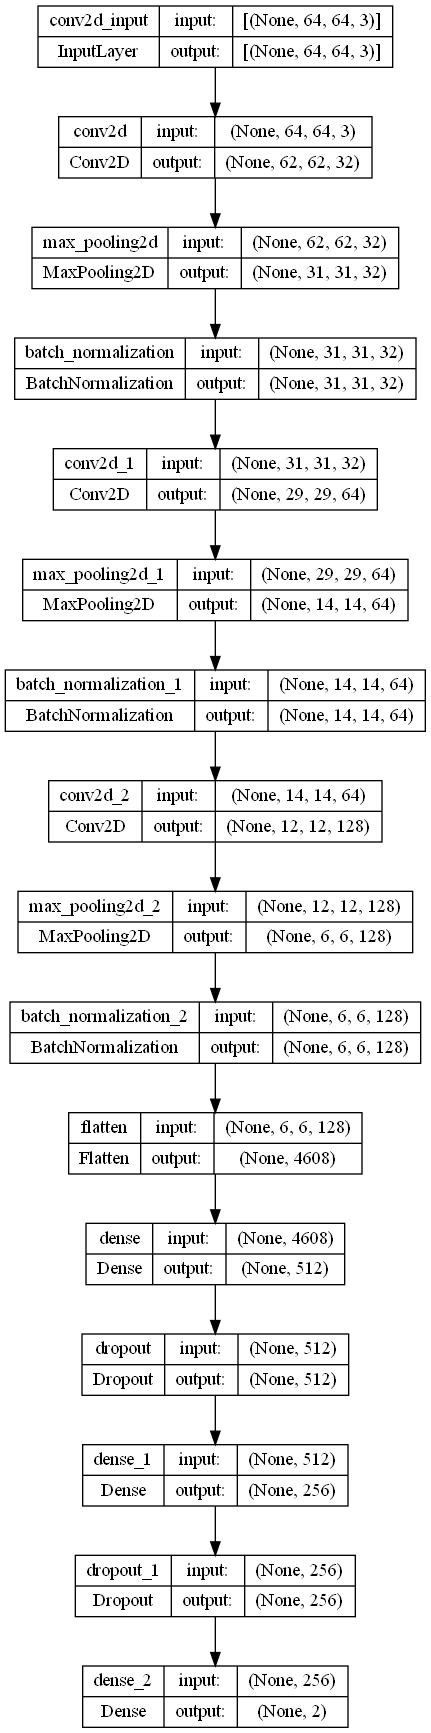 conv2d_input input: [(None, 64, 64, 3)]
InputLayer output: [(None, 64, 64, 3)]
conv2d input: (None, 64, 64, 3)
Conv2D output: (None, 62, 62, 32)
max_pooling2d input: (None, 62, 62, 32)
MaxPooling2D output: (None, 31, 31, 32)
batch_normalization input: (None, 31, 31, 32)
BatchNormalization output: (None, 31, 31, 32)
conv2d_1 input: (None, 31, 31, 32)
Conv2D output: (None, 29, 29, 64)
max_pooling2d_1 input: (None, 29, 29, 64)
MaxPooling2D output: (None, 14, 14, 64)
batch_normalization_1 input: (None, 14, 14, 64)
BatchNormalization output: (None, 14, 14, 64)
conv2d_2 input: (None, 14, 14, 64)
Conv2D output: (None, 12, 12, 128)
max_pooling2d_2 input: (None, 12, 12, 128)
MaxPooling2D output: (None, 6, 6, 128)
batch_normalization_2 input: (None, 6, 6, 128)
BatchNormalization output: (None, 6, 6, 128)
flatten input: (None, 6, 6, 128)
Flatten output: (None, 4608)
dense input: (None, 4608)
Dense output: (None, 512)
dropout input: (None, 512)
Dropout output: (None, 512)
dense_1 input: (None, 512)
Dense output: (None, 256)
dropout_1 input: (None, 256)
Dropout output: (None, 256)
dense_2 input: (None, 256)
Dense output: (None, 2)